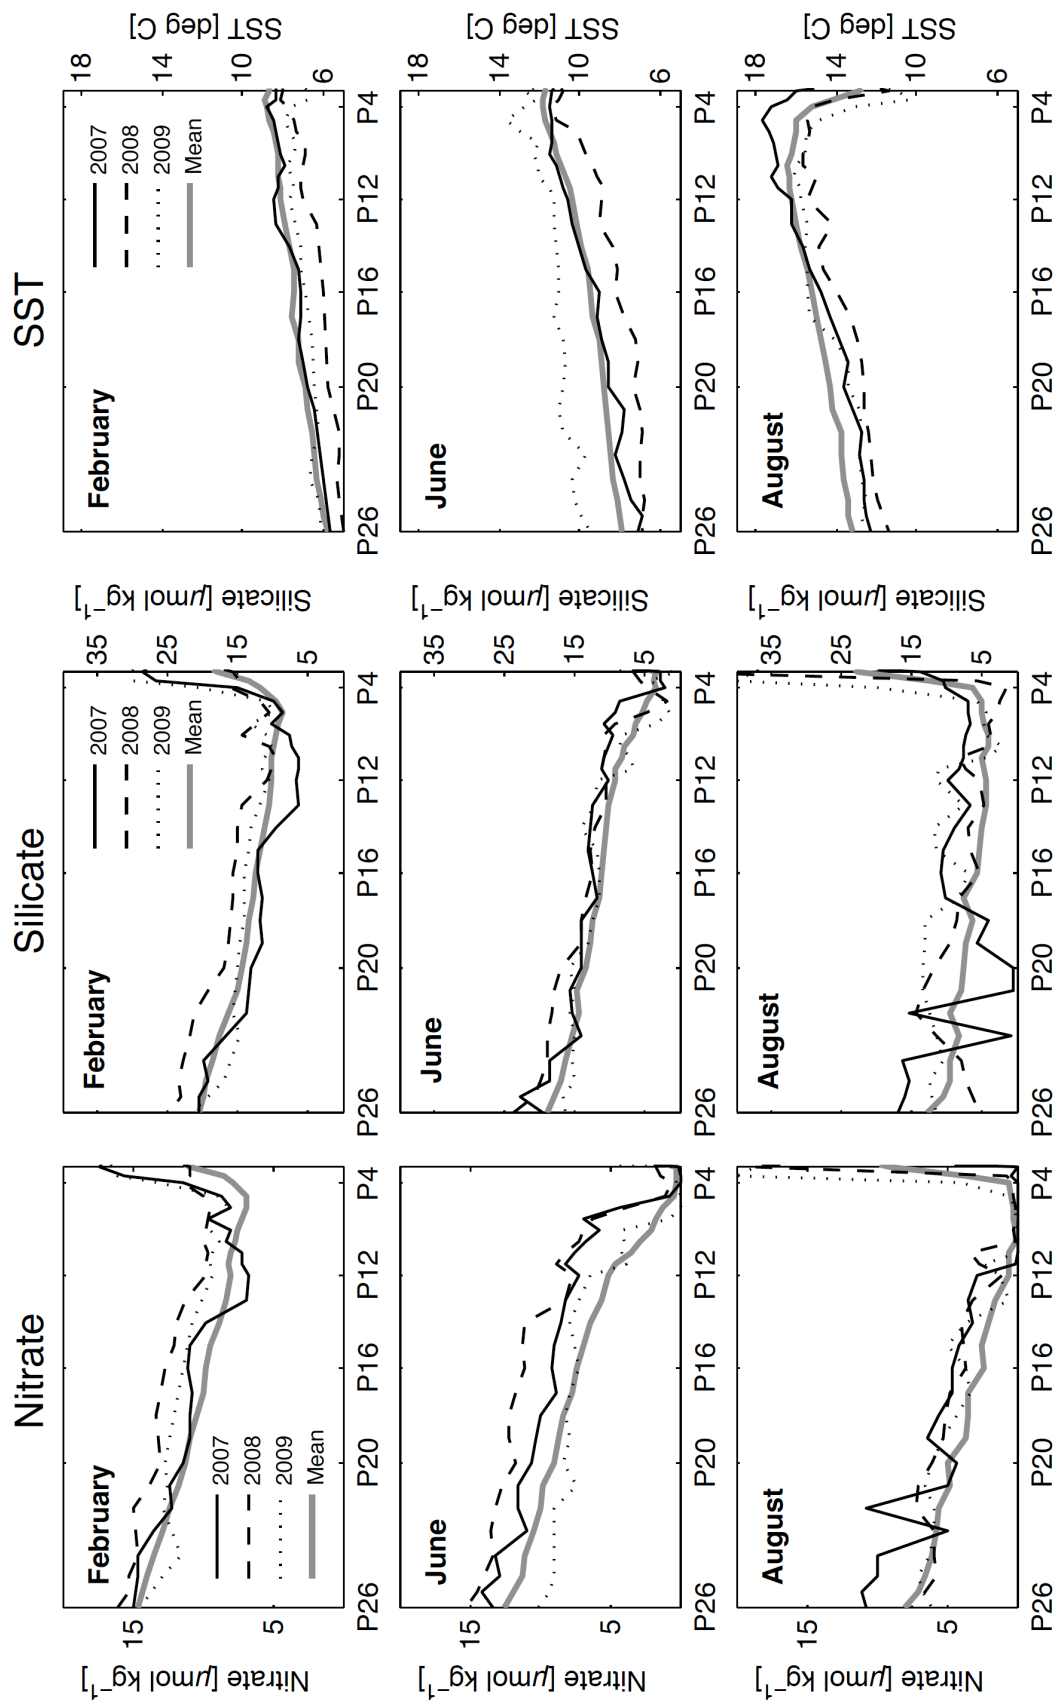 Nitrate
Silicate
SST
Nitrate [μmol kg⁻¹]
15
5
February
2007
2008
2009
Mean
P26
P20
P16
P12
P4
February
2007
2008
2009
Mean
35
25
15
5
Silicate [μmol kg⁻¹]
P26
P20
P16
P12
P4
February
2007
2008
2009
Mean
18
14
10
6
SST [deg C]
P26
P20
P16
P12
P4
Nitrate [μmol kg⁻¹]
15
5
June
P26
P20
P16
P12
P4
June
35
25
15
5
Silicate [μmol kg⁻¹]
P26
P20
P16
P12
P4
June
14
10
6
SST [deg C]
P26
P20
P16
P12
P4
Nitrate [μmol kg⁻¹]
15
5
August
P26
P20
P16
P12
P4
August
35
25
15
5
Silicate [μmol kg⁻¹]
P26
P20
P16
P12
P4
August
18
14
10
6
SST [deg C]
P26
P20
P16
P12
P4